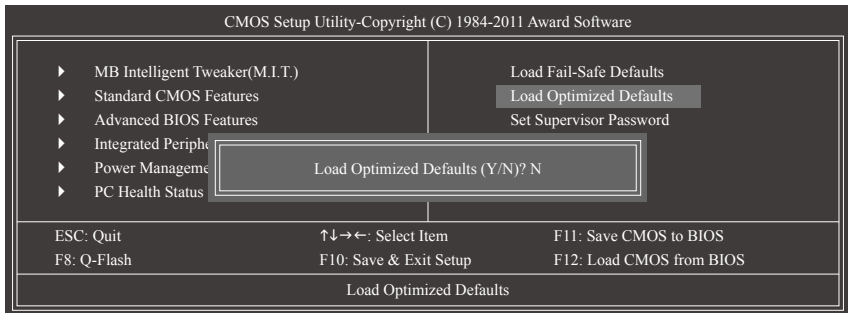 CMOS Setup Utility-Copyright (C) 1984-2011 Award Software
MB Intelligent Tweaker(M.I.T.)
Standard CMOS Features
Advanced BIOS Features
Integrated Periphe
Power Manageme
PC Health Status
Load Fail-Safe Defaults
Load Optimized Defaults
Set Supervisor Password
Load Optimized Defaults (Y/N)? N
ESC: Quit ↑↓→←: Select Item F11: Save CMOS to BIOS
F8: Q-Flash F10: Save & Exit Setup F12: Load CMOS from BIOS
Load Optimized Defaults